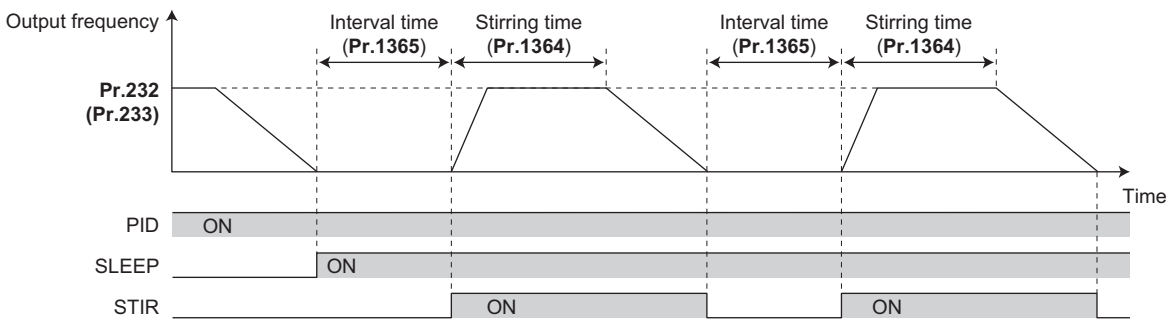 Output frequency
Interval time
(Pr.1365)
Stirring time
(Pr.1364)
Interval time
(Pr.1365)
Stirring time
(Pr.1364)
Pr.232
(Pr.233)
Time
PID ON
SLEEP ON
STIR ON ON